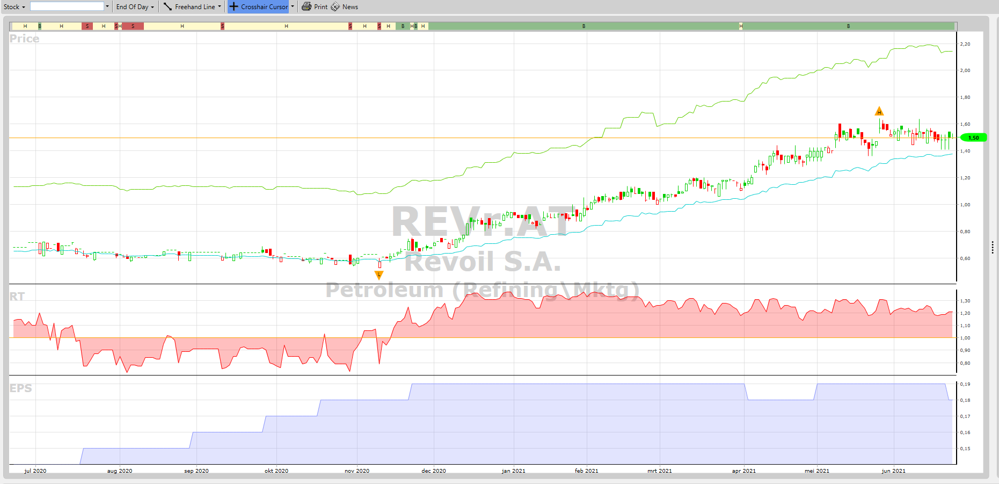 Stock End Of Day Freehand Line Crosshair Cursor Print News
H B H S H S H S H S H S H S H B H B H B H B
Price
2,20
2,00
1,80
H
1,60
1,50
1,40
1,20
1,00
REVr.AT
0,80
Revoil S.A.
0,60
L
Petroleum (Refining\Mktg)
RT
1,30
1,20
1,10
1,00
0,90
0,80
EPS
0,19
0,18
0,17
0,16
0,15
jul 2020 aug 2020 sep 2020 okt 2020 nov 2020 dec 2020 jan 2021 feb 2021 mrt 2021 apr 2021 mei 2021 jun 2021